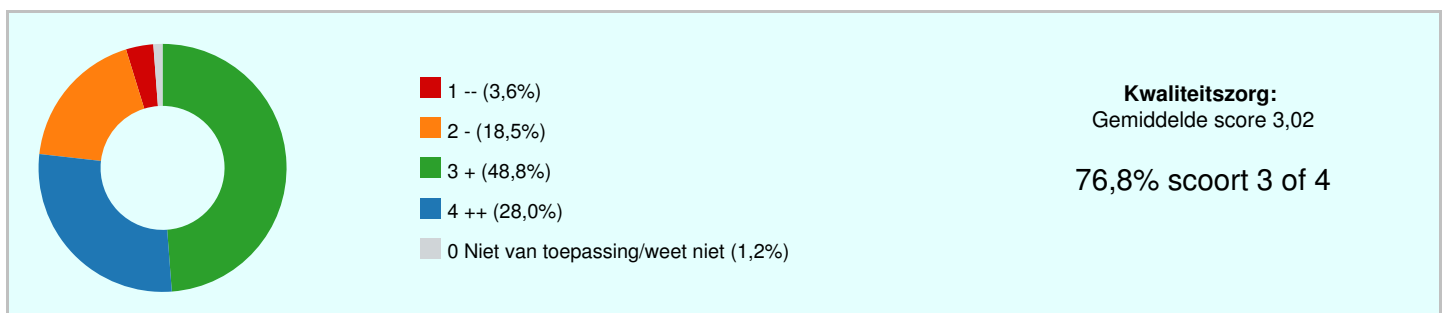 1 -- (3,6%)
2 - (18,5%)
3 + (48,8%)
4 ++ (28,0%)
0 Niet van toepassing/weet niet (1,2%)
Kwaliteitszorg:
Gemiddelde score 3,02
76,8% scoort 3 of 4